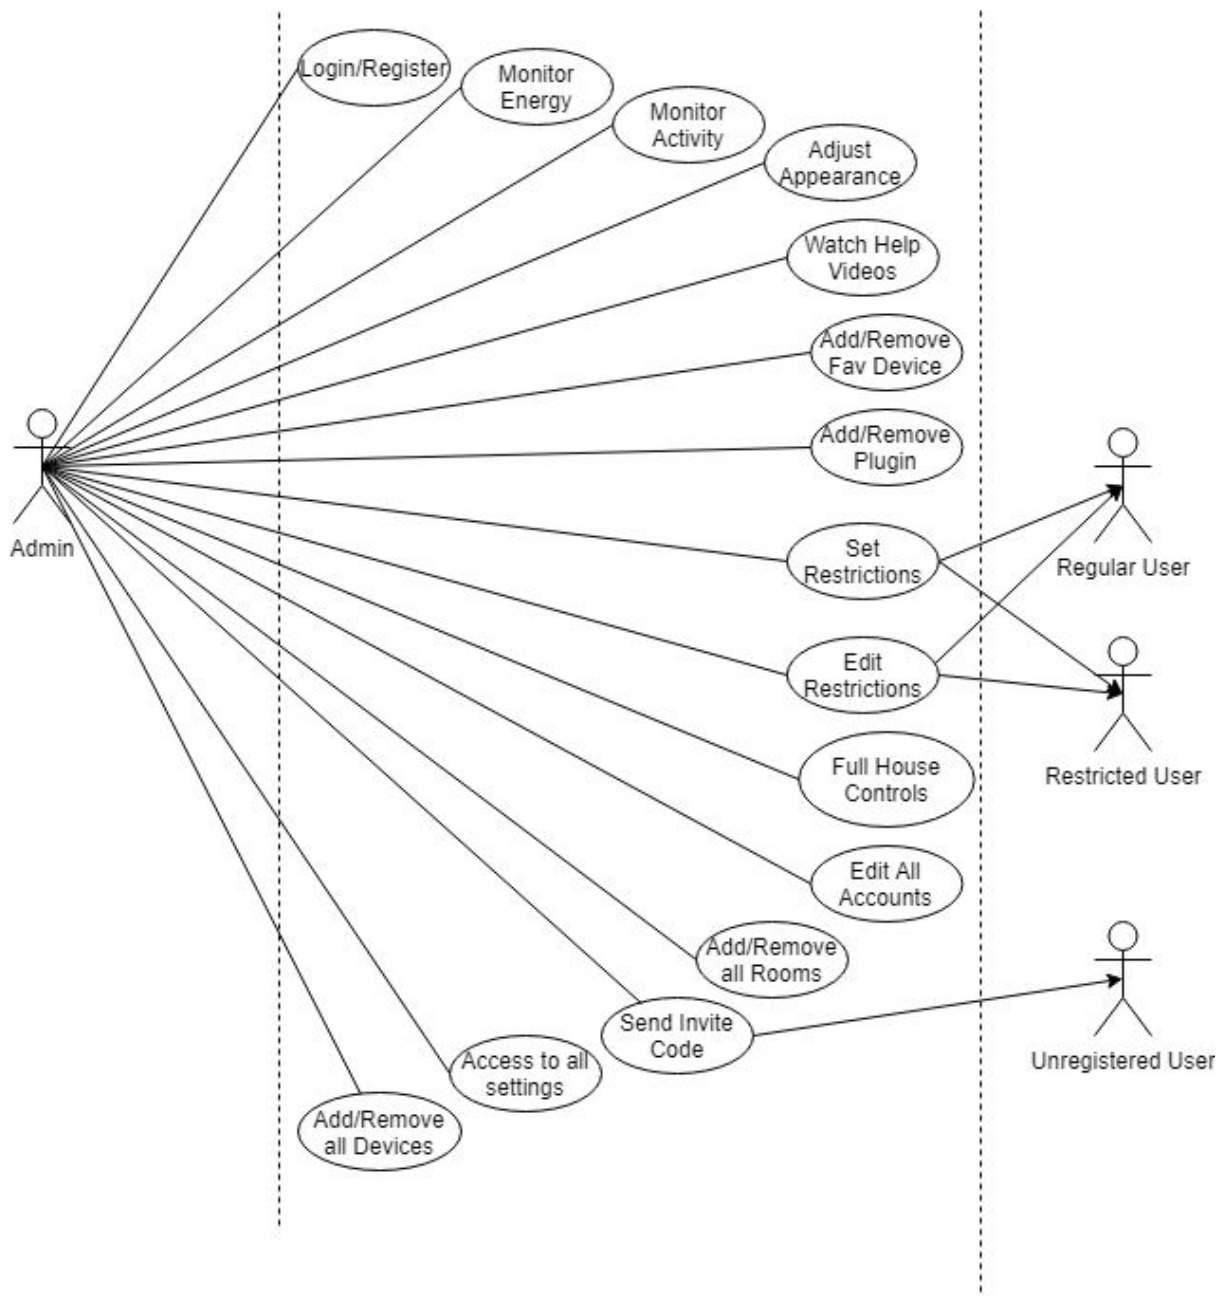 Login/Register
Monitor
Energy
Monitor
Activity
Adjust
Appearance
Watch Help
Videos
Add/Remove
Fav Device
Add/Remove
Plugin
Admin
Set
Restrictions
Regular User
Edit
Restrictions
Full House
Controls
Restricted User
Edit All
Accounts
Add/Remove
all Rooms
Send Invite
Code
Unregistered User
Access to all
settings
Add/Remove
all Devices